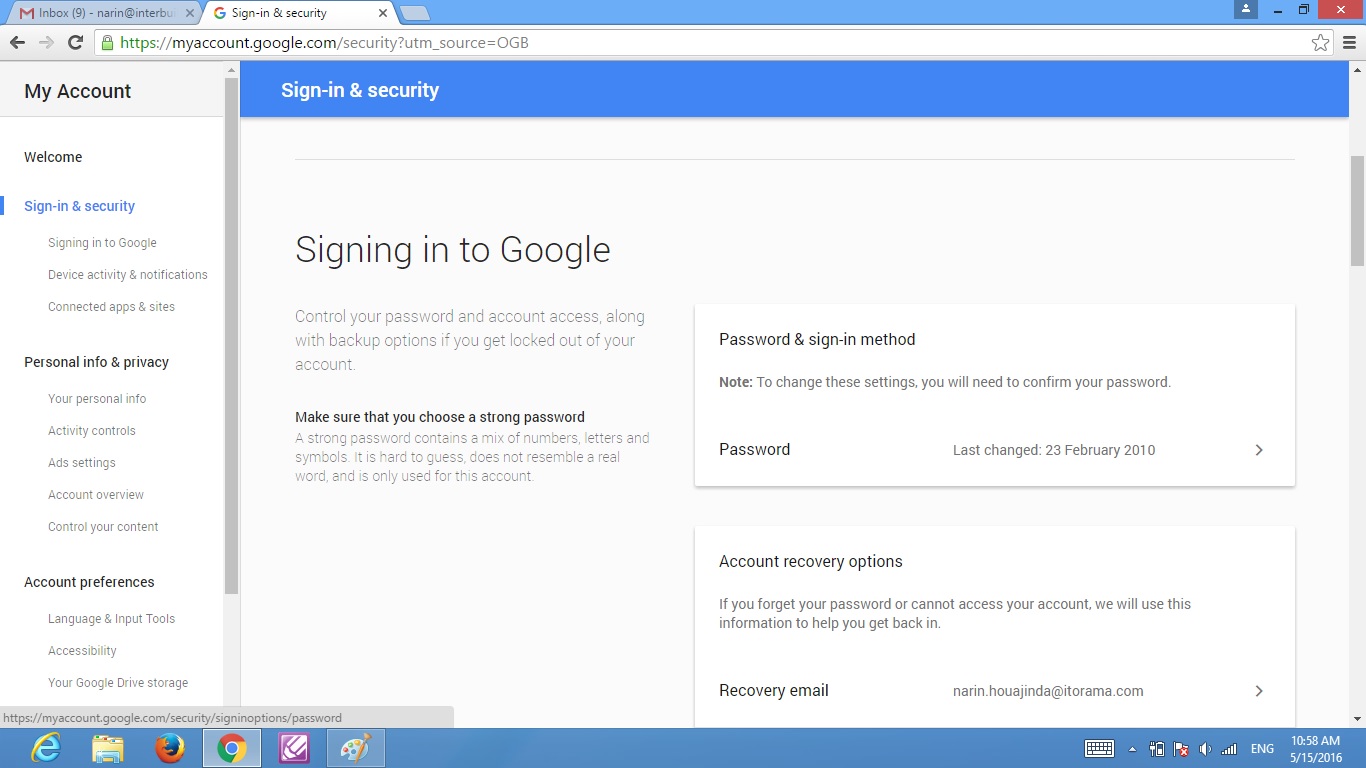 Inbox (9) - narin@interbu
Sign-in & security
https://myaccount.google.com/security?utm_source=OGB
My Account
Sign-in & security
Welcome
Sign-in & security
Signing in to Google
Device activity & notifications
Connected apps & sites
Personal info & privacy
Your personal info
Activity controls
Ads settings
Account overview
Control your content
Account preferences
Language & Input Tools
Accessibility
Your Google Drive storage
https://myaccount.google.com/security/signinoptions/password
Signing in to Google
Control your password and account access, along
with backup options if you get locked out of your
account.
Make sure that you choose a strong password
A strong password contains a mix of numbers, letters and
symbols. It is hard to guess, does not resemble a real
word, and is only used for this account.
Password & sign-in method
Note: To change these settings, you will need to confirm your password.
Password Last changed: 23 February 2010
Account recovery options
If you forget your password or cannot access your account, we will use this
information to help you get back in.
Recovery email narin.houajinda@itorama.com
ENG
10:58 AM
5/15/2016